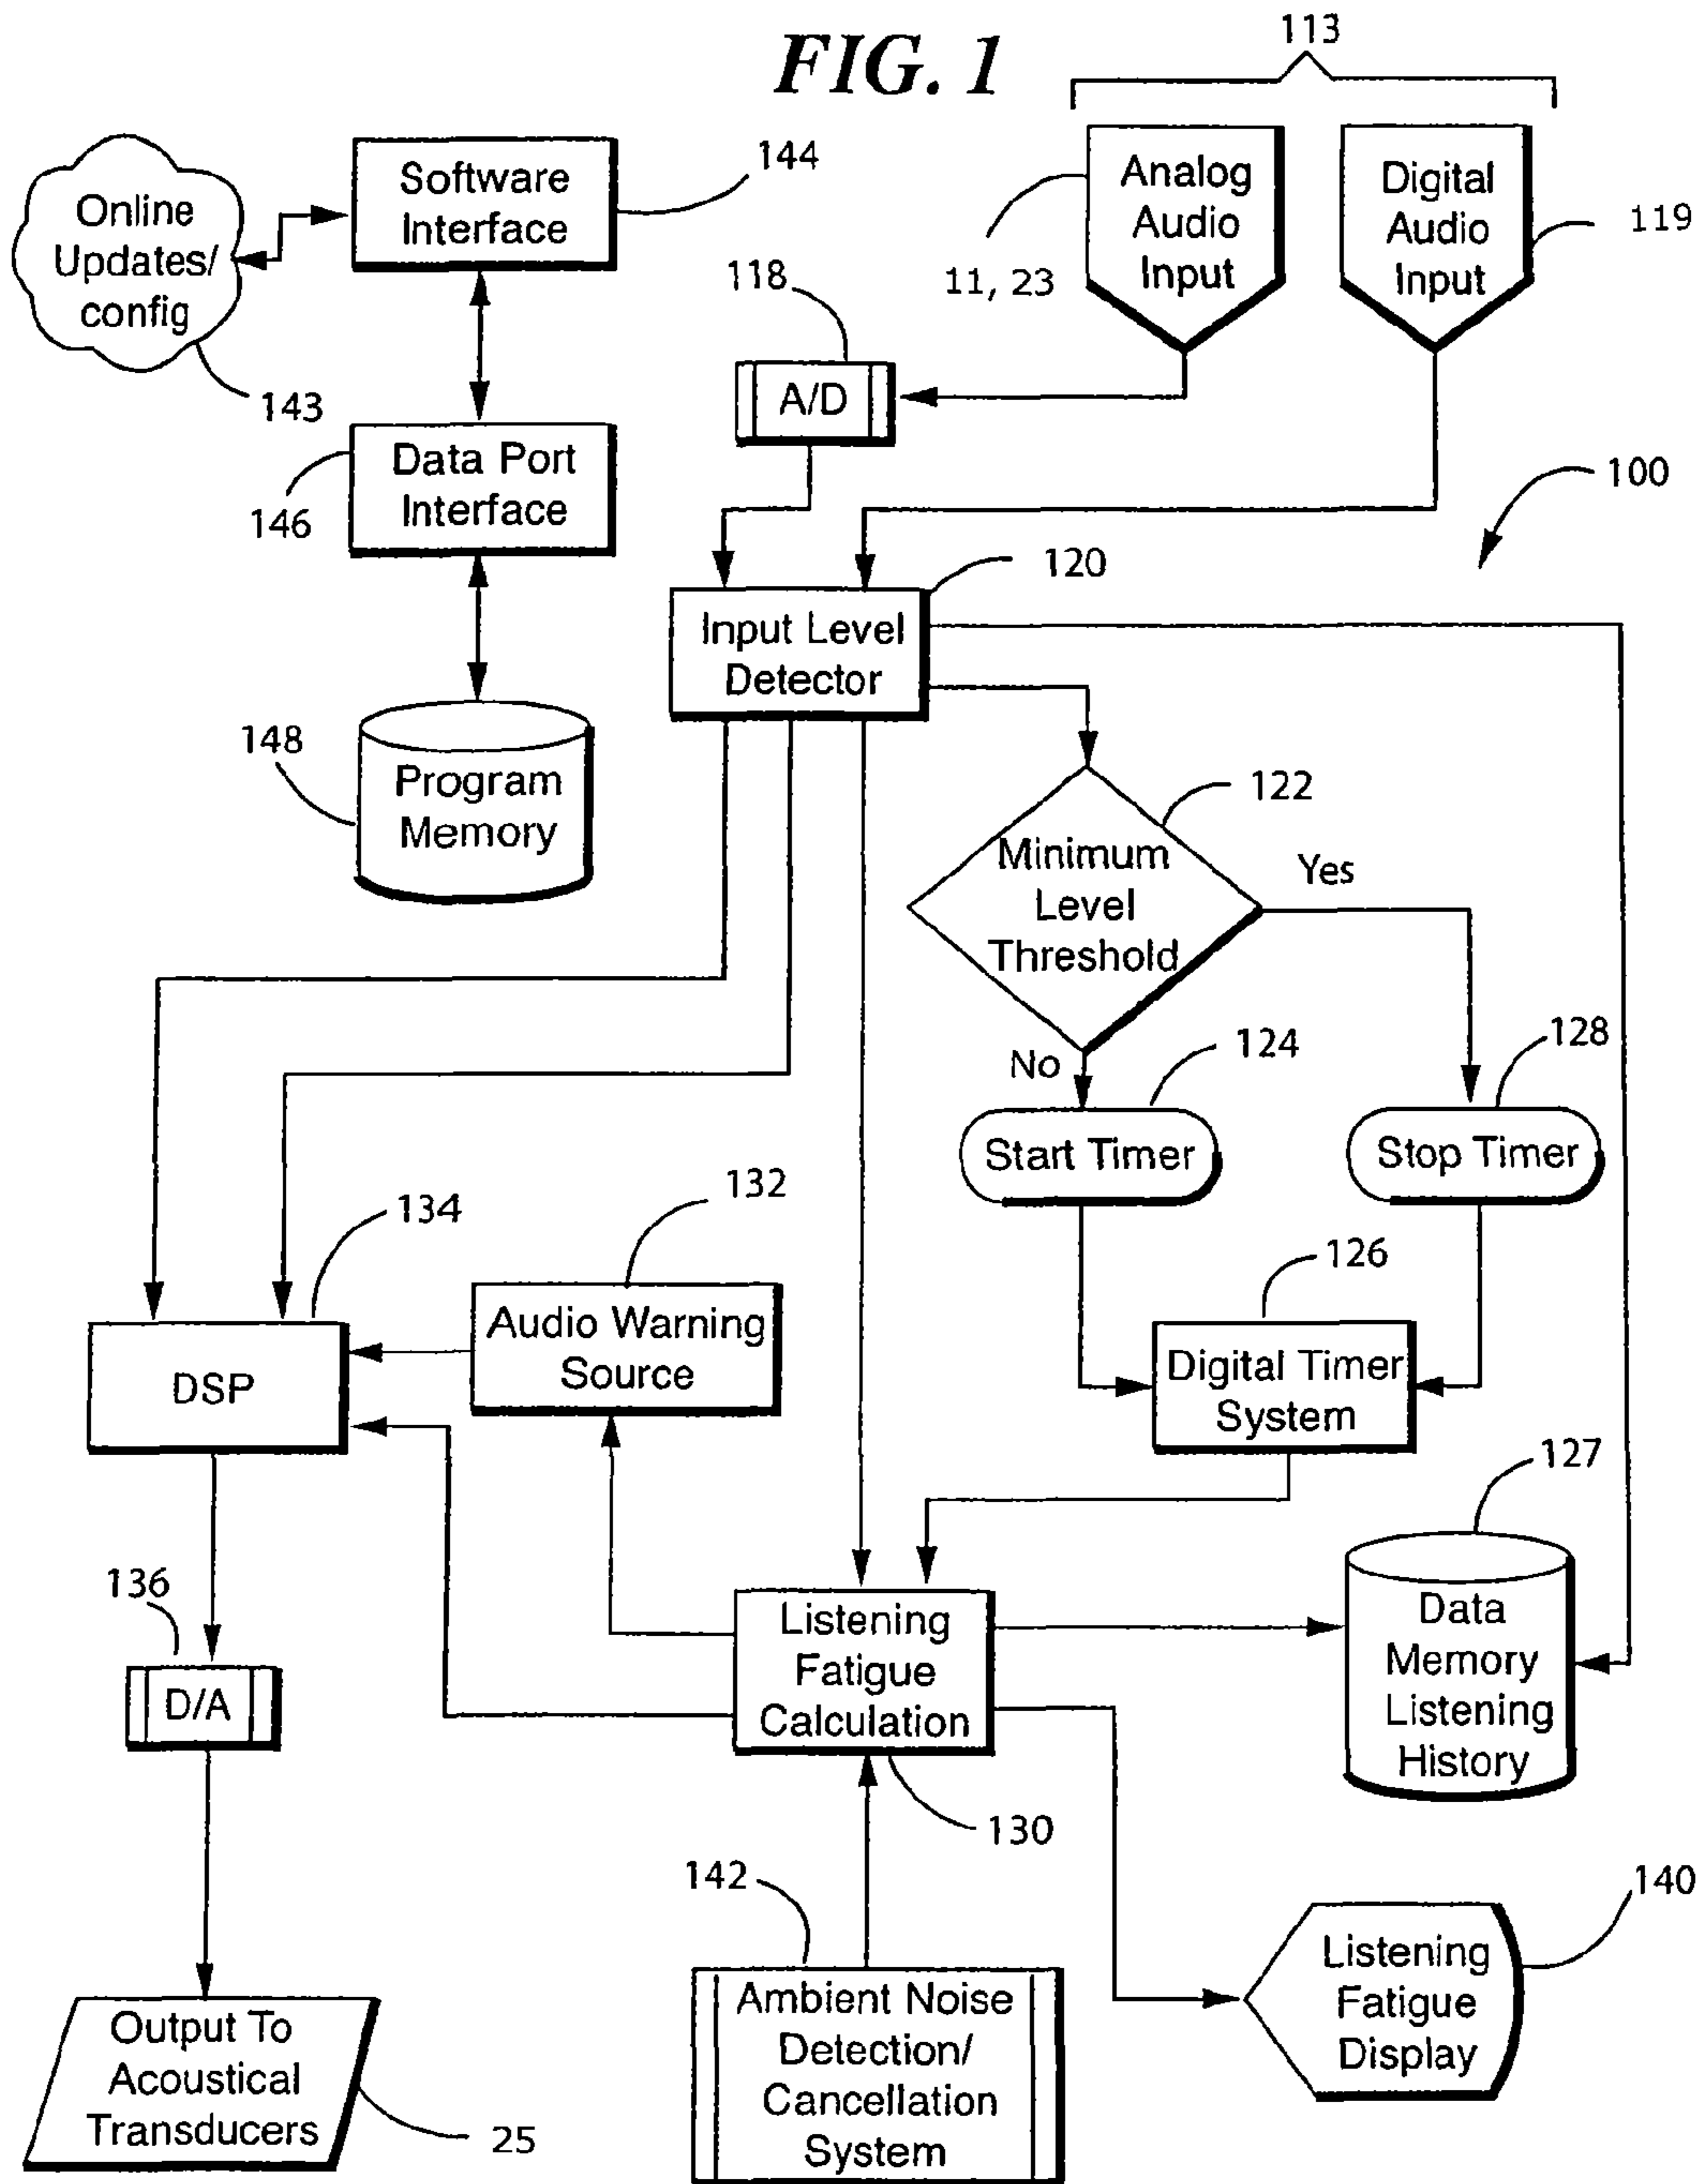 FIG. 1
113
Online
Updates/
config
143
Software
Interface
144
Analog
Audio
Input
11, 23
Digital
Audio
Input
119
118
A/D
Data Port
Interface
146
100
120
Input Level
Detector
148
Program
Memory
122
Minimum
Level
Threshold
Yes
No
124
128
Start Timer
Stop Timer
134
132
126
DSP
Audio Warning
Source
Digital Timer
System
127
136
D/A
Listening
Fatigue
Calculation
130
Data
Memory
Listening
History
142
140
Output To
Acoustical
Transducers
25
Ambient Noise
Detection/
Cancellation
System
Listening
Fatigue
Display